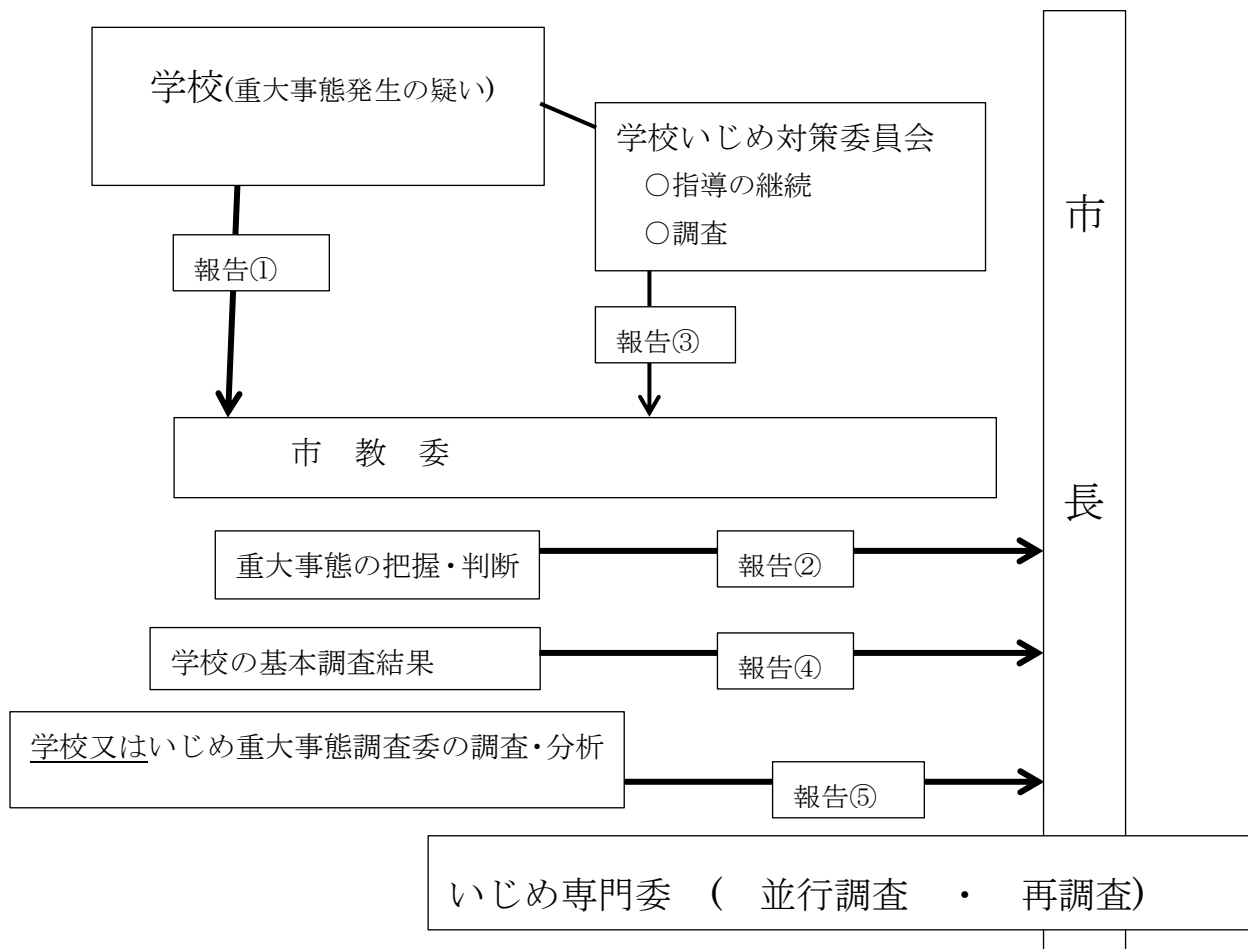 学校(重大事態発生の疑い)
学校いじめ対策委員会
○指導の継続
○調査
報告①
報告③
市 教 委
重大事態の把握・判断
報告②
学校の基本調査結果
報告④
学校又はいじめ重大事態調査委の調査・分析
報告⑤
市
長
いじめ専門委 ( 並行調査 ・ 再調査)